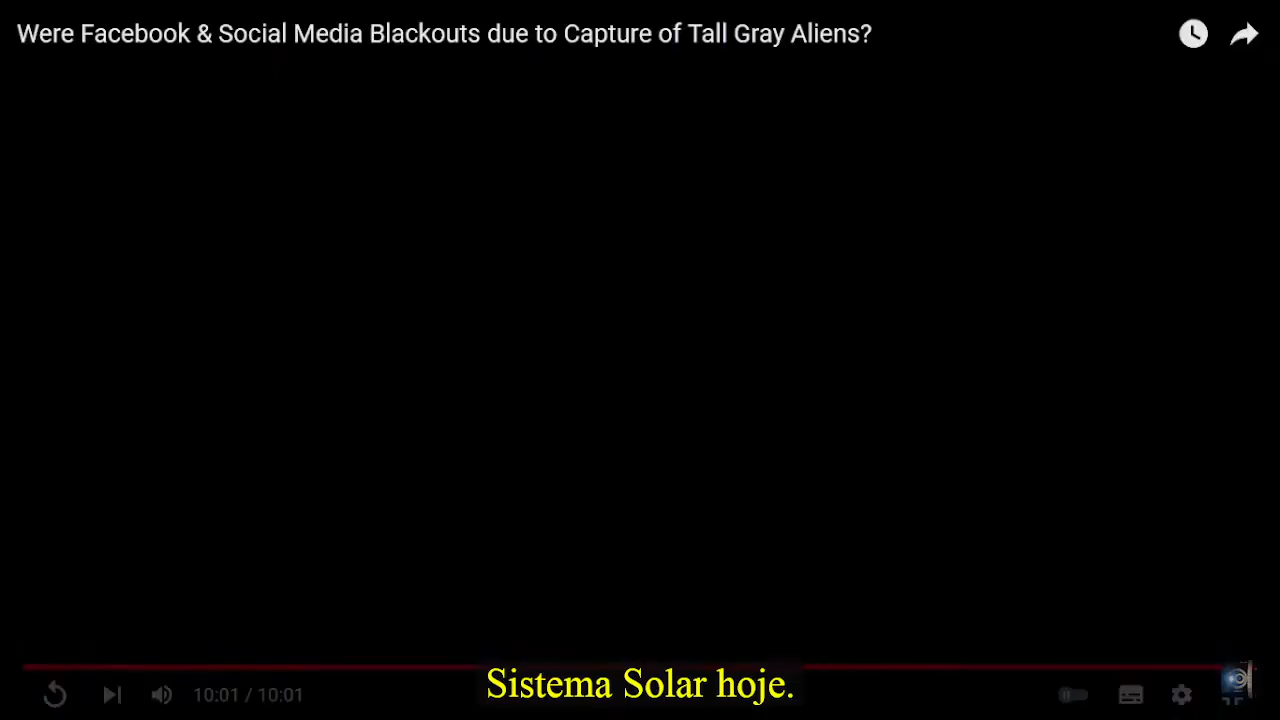 Were Facebook & Social Media Blackouts due to Capture of Tall Gray Aliens?
Sistema Solar hoje.
10:01 / 10:01